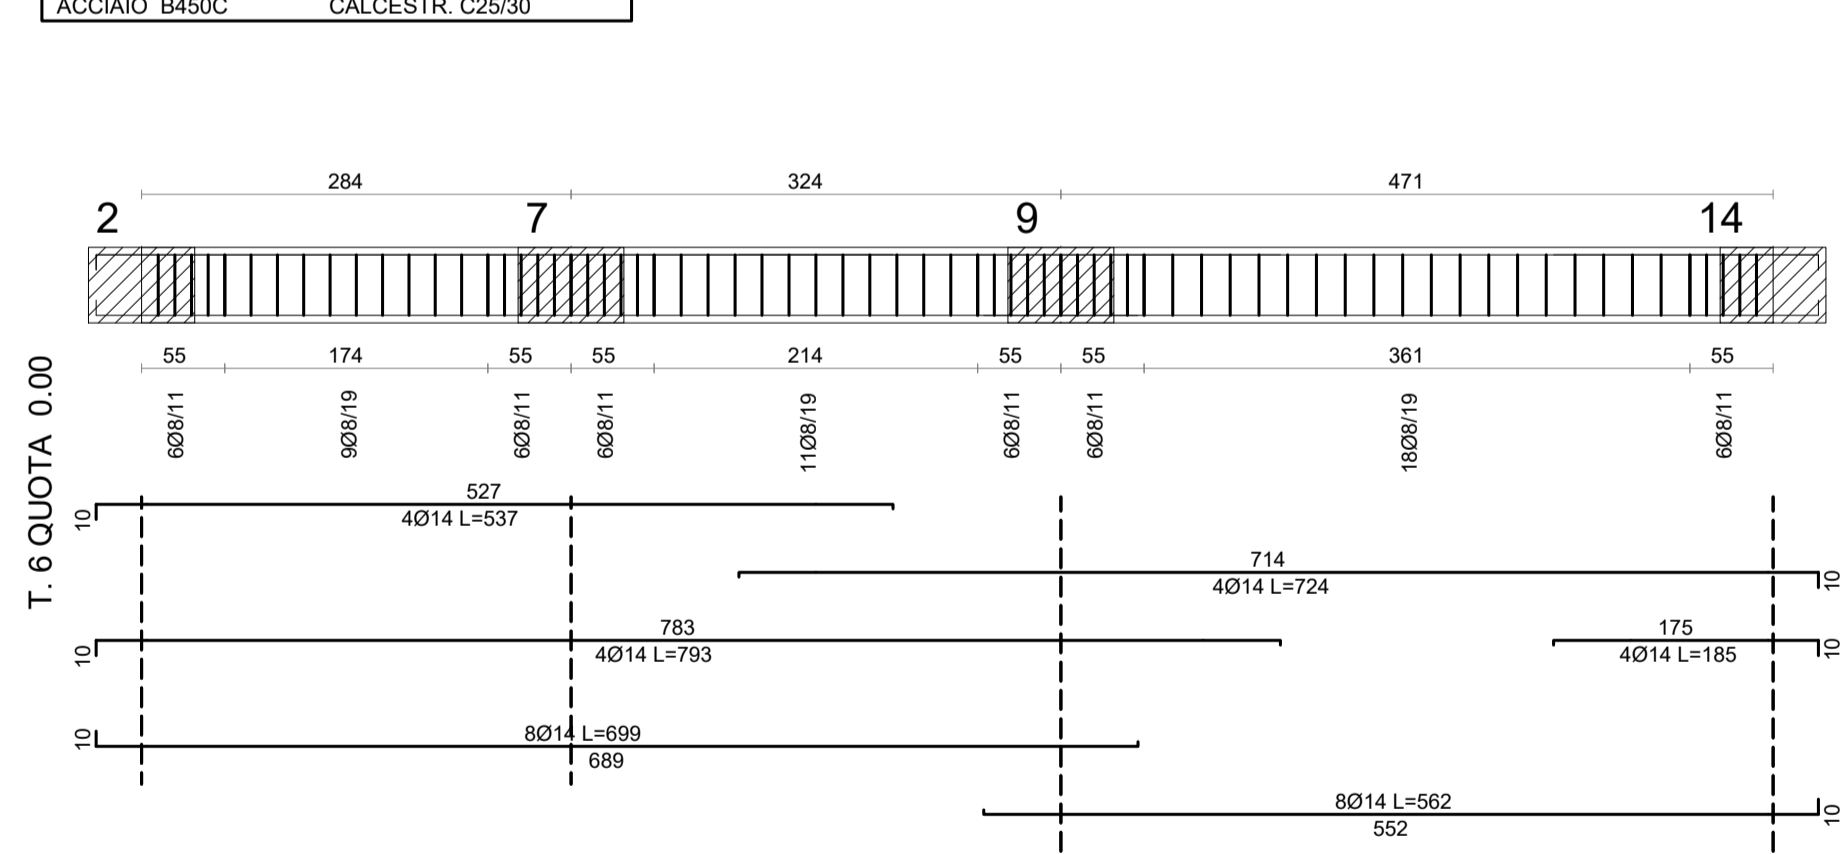 ACCIAIO B450C CALCESTR. C25/30
284 324 471
2 7 9 14
55 174 55 55 214 55 55 361 55
6Ø8/11 9Ø8/19 6Ø8/11 6Ø8/11 11Ø8/19 6Ø8/11 6Ø8/11 18Ø8/19 6Ø8/11
T. 6 QUOTA 0.00
527
10 4Ø14 L=537
714
4Ø14 L=724 10
783 175
10 4Ø14 L=793 4Ø14 L=185 10
10 8Ø14 L=699
689
8Ø14 L=562 10
552